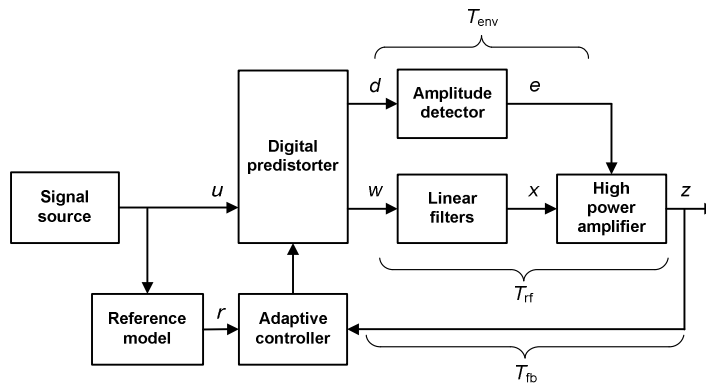 T_env
d
Amplitude
detector
e
Digital
predistorter
Signal
source
u
w
Linear
filters
x
High
power
amplifier
z
T_rf
Reference
model
r
Adaptive
controller
T_fb